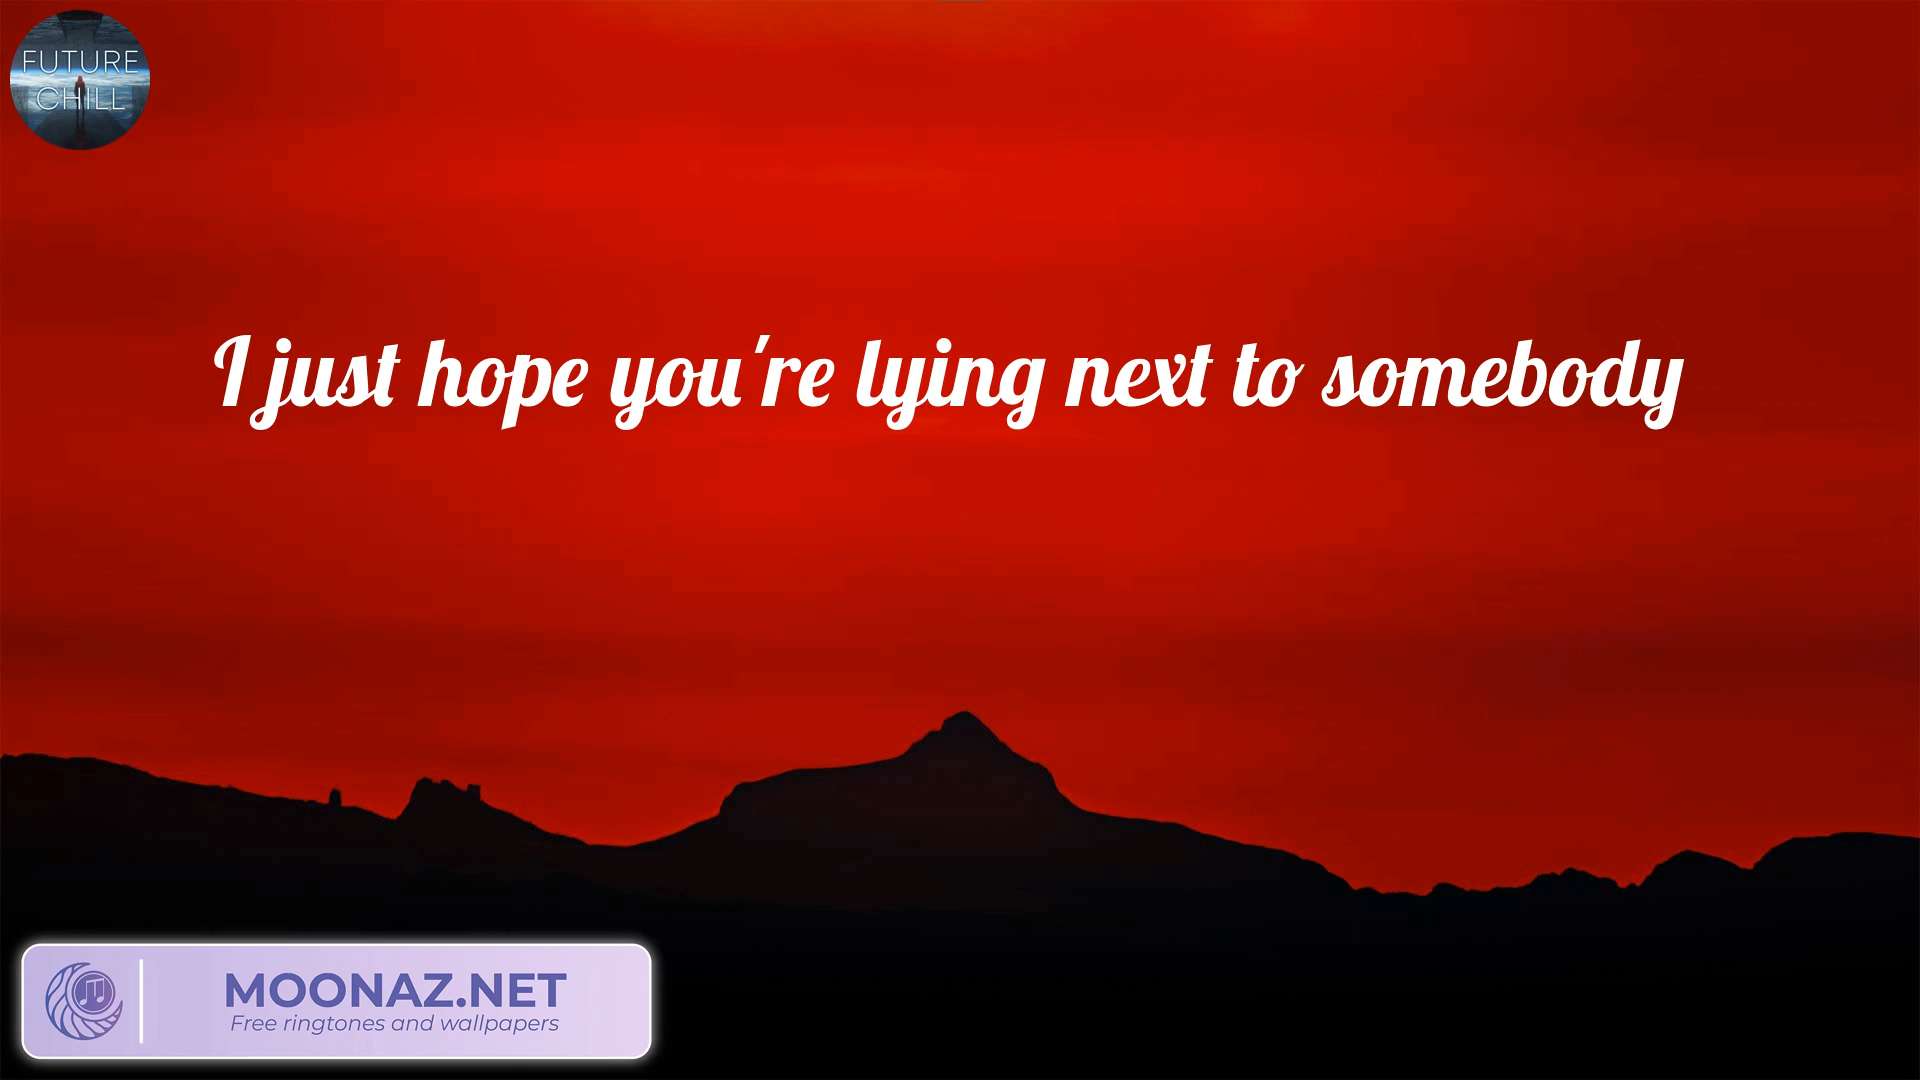 FUTURE
CHILL
I just hope you're lying next to somebody
MOONAZ.NET
Free ringtones and wallpapers